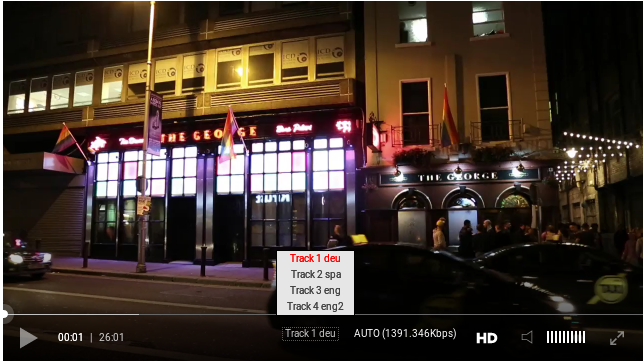 THE GEORGE
THE GEORGE
Track 1 deu
Track 2 spa
Track 3 eng
Track 4 eng2
00:01 | 26:01
Track 1 deu
AUTO (1391.346Kbps)
HD